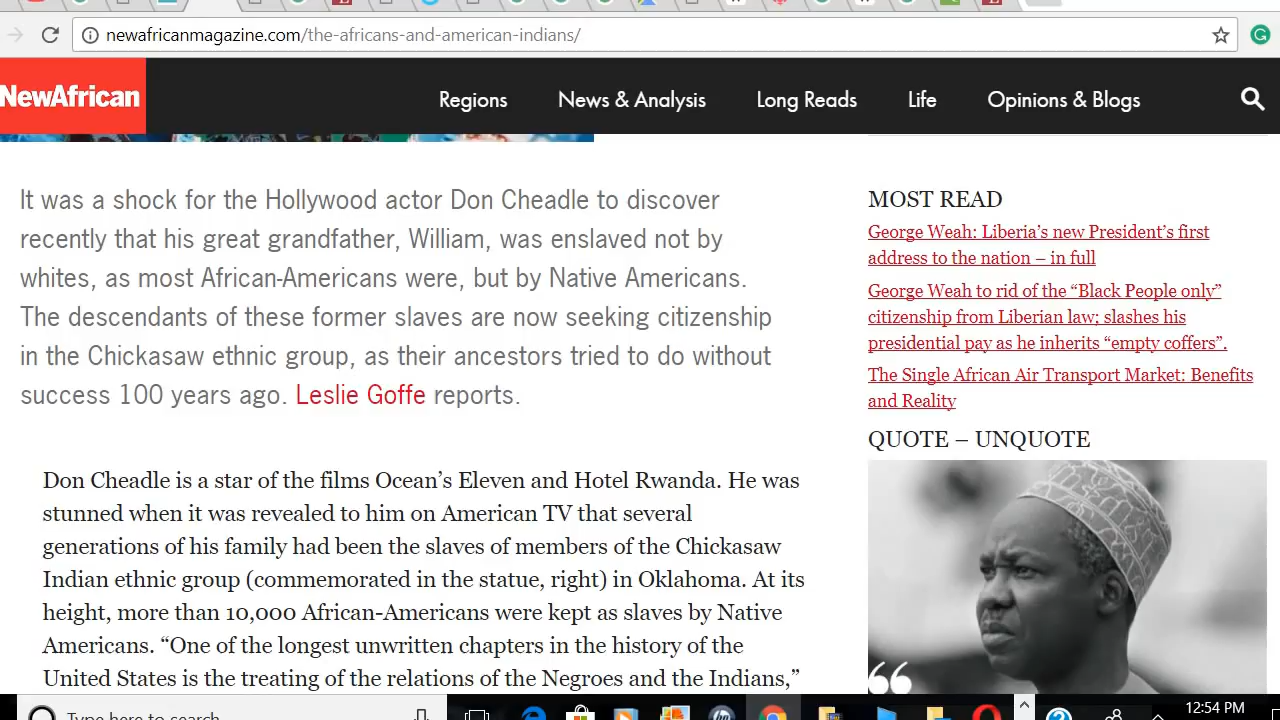 newafricanmagazine.com/the-africans-and-american-indians/
NewAfrican
Regions
News & Analysis
Long Reads
Life
Opinions & Blogs
It was a shock for the Hollywood actor Don Cheadle to discover
recently that his great grandfather, William, was enslaved not by
whites, as most African-Americans were, but by Native Americans.
The descendants of these former slaves are now seeking citizenship
in the Chickasaw ethnic group, as their ancestors tried to do without
success 100 years ago. Leslie Goffe reports.
Don Cheadle is a star of the films Ocean’s Eleven and Hotel Rwanda. He was
stunned when it was revealed to him on American TV that several
generations of his family had been the slaves of members of the Chickasaw
Indian ethnic group (commemorated in the statue, right) in Oklahoma. At its
height, more than 10,000 African-Americans were kept as slaves by Native
Americans. “One of the longest unwritten chapters in the history of the
United States is the treating of the relations of the Negroes and the Indians,”
MOST READ
George Weah: Liberia’s new President’s first
address to the nation – in full
George Weah to rid of the “Black People only”
citizenship from Liberian law; slashes his
presidential pay as he inherits “empty coffers”.
The Single African Air Transport Market: Benefits
and Reality
QUOTE – UNQUOTE
Type here to search
12:54 PM